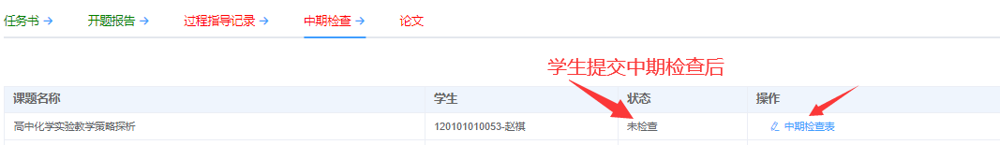 任务书 → 开题报告 → 过程指导记录 → 中期检查 → 论文
学生提交中期检查后
课题名称 学生 状态 操作
高中化学实验教学策略探析 120101010053-赵祺 未检查 中期检查表